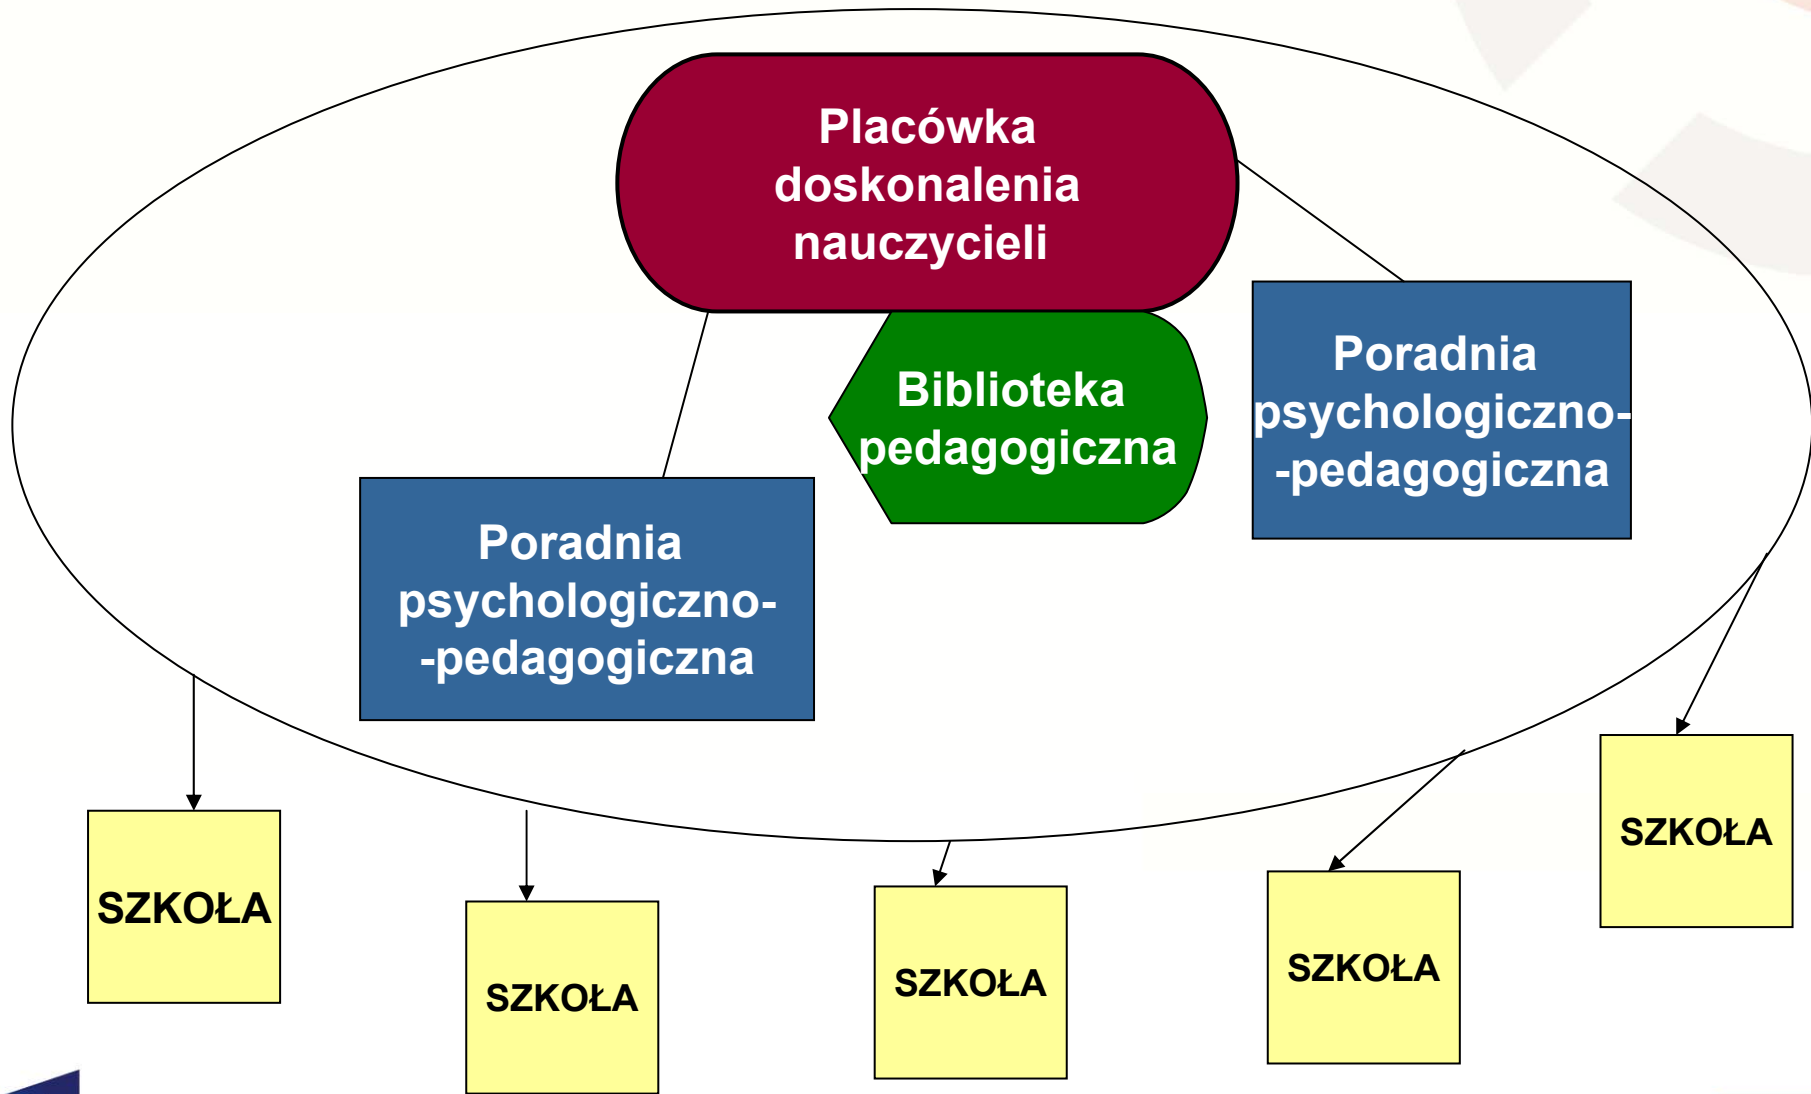 Placówka
doskonalenia
nauczycieli
Biblioteka
pedagogiczna
Poradnia
psychologiczno-
-pedagogiczna
Poradnia
psychologiczno-
-pedagogiczna
SZKOŁA
SZKOŁA
SZKOŁA
SZKOŁA
SZKOŁA